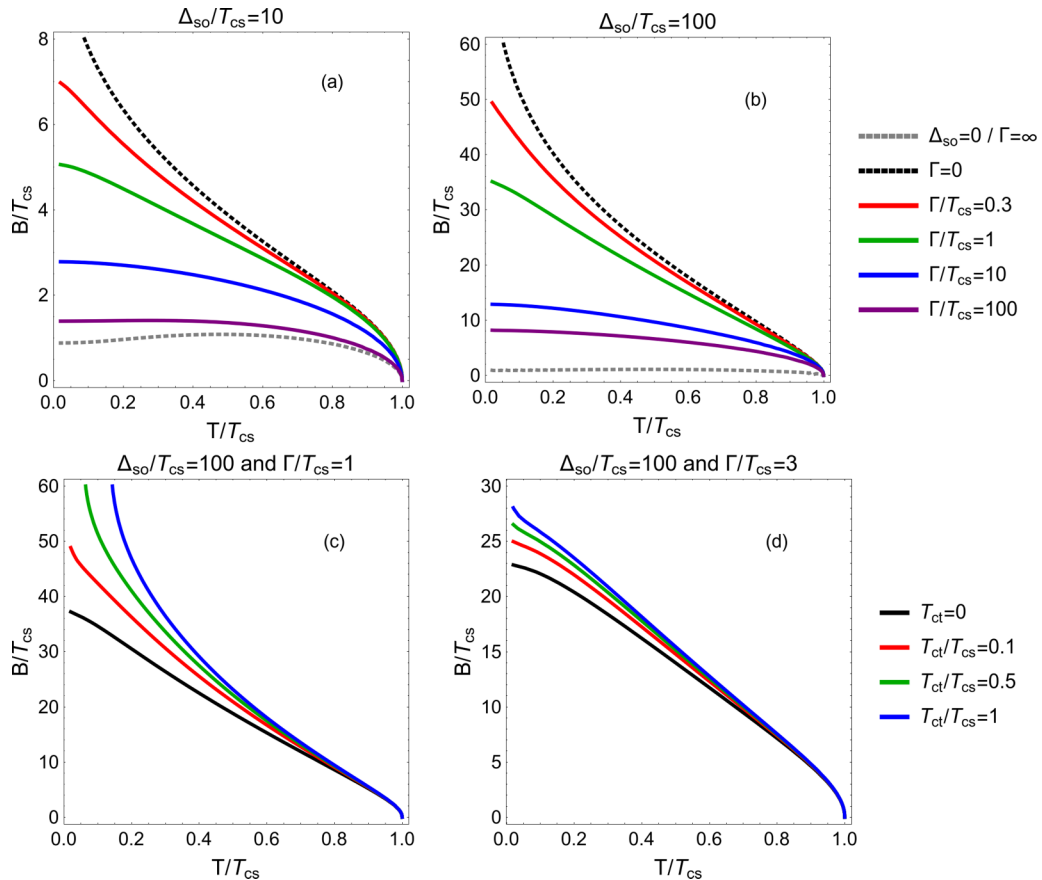 Δso/Tcs=10
Δso/Tcs=100
(a)
(b)
B/Tcs
B/Tcs
8
6
4
2
0
60
50
40
30
20
10
0
0.0 0.2 0.4 0.6 0.8 1.0
0.0 0.2 0.4 0.6 0.8 1.0
T/Tcs
T/Tcs
Δso=0 / Γ=∞
Γ=0
Γ/Tcs=0.3
Γ/Tcs=1
Γ/Tcs=10
Γ/Tcs=100
Δso/Tcs=100 and Γ/Tcs=1
Δso/Tcs=100 and Γ/Tcs=3
(c)
(d)
B/Tcs
B/Tcs
60
50
40
30
20
10
0
30
25
20
15
10
5
0
0.0 0.2 0.4 0.6 0.8 1.0
0.0 0.2 0.4 0.6 0.8 1.0
T/Tcs
T/Tcs
Tct=0
Tct/Tcs=0.1
Tct/Tcs=0.5
Tct/Tcs=1